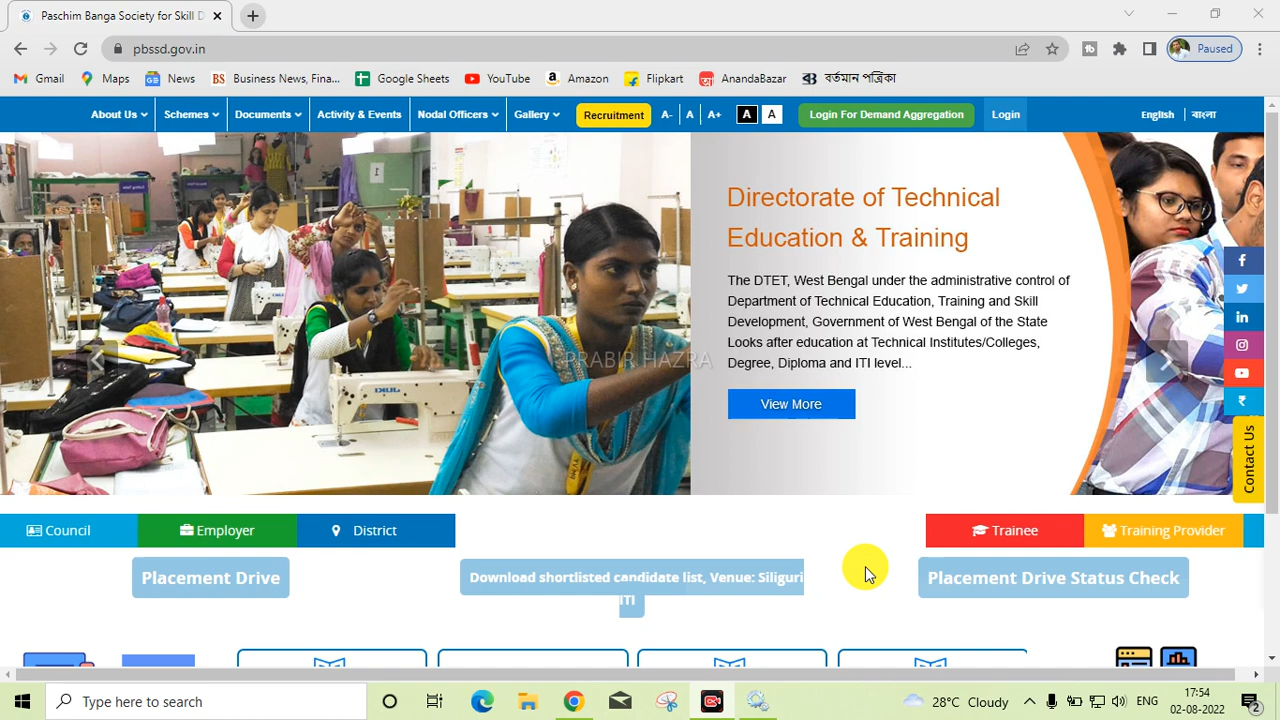 Paschim Banga Society for Skill D
pbssd.gov.in
Paused
Gmail
Maps
News
BS Business News, Fina...
Google Sheets
YouTube
Amazon
Flipkart
AnandaBazar
বর্তমান পত্রিকা
About Us
Schemes
Documents
Activity & Events
Nodal Officers
Gallery
Recruitment
A-
A
A+
A
A
Login For Demand Aggregation
Login
English
বাংলা
Directorate of Technical
Education & Training
The DTET, West Bengal under the administrative control of
Department of Technical Education, Training and Skill
Development, Government of West Bengal of the State
Looks after education at Technical Institutes/Colleges,
Degree, Diploma and ITI level...
View More
PRABIR HAZRA
JUKI
Contact Us
Council
Employer
District
Trainee
Training Provider
Placement Drive
Download shortlisted candidate list, Venue: Siliguri
ITI
Placement Drive Status Check
Type here to search
28°C Cloudy
ENG
17:54
02-08-2022
2